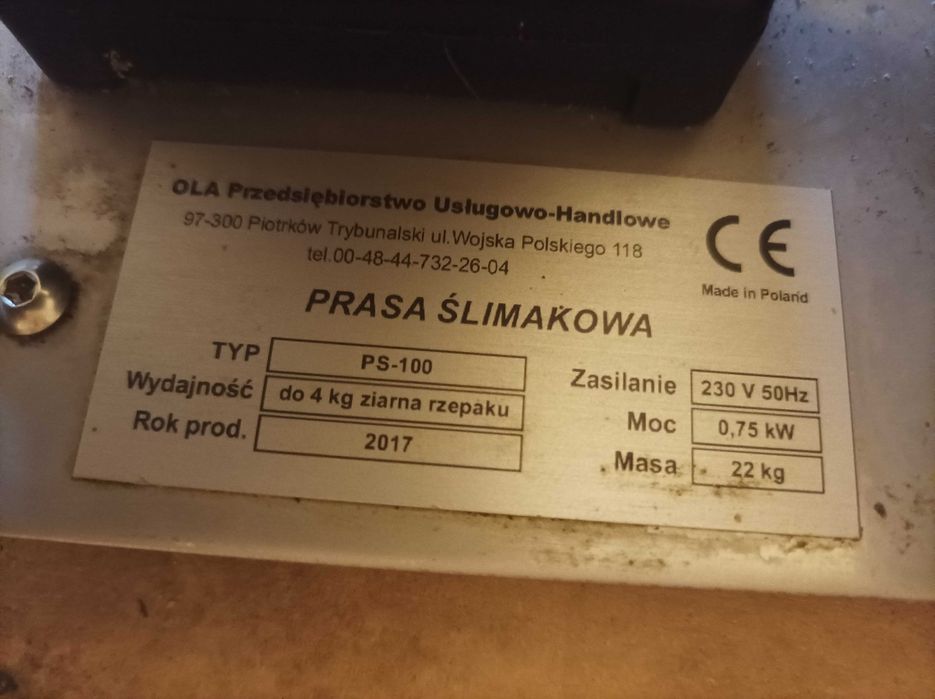 OLA Przedsiębiorstwo Usługowo-Handlowe
97-300 Piotrków Trybunalski ul.Wojska Polskiego 118
tel.00-48-44-732-26-04
CE
Made in Poland
PRASA ŚLIMAKOWA
TYP PS-100
Wydajność do 4 kg ziarna rzepaku
Rok prod. 2017
Zasilanie 230 V 50Hz
Moc 0,75 kW
Masa 22 kg